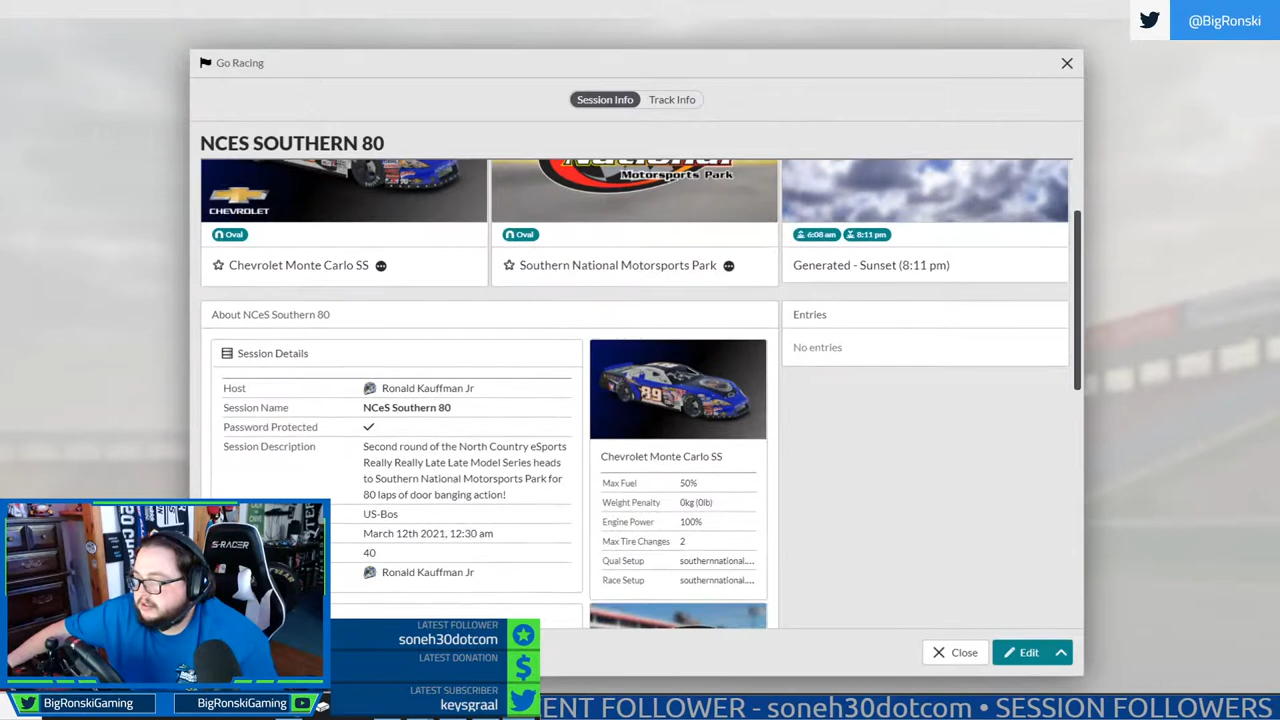 @BigRonski
Go Racing
Session Info Track Info
NCES SOUTHERN 80
CHEVROLET
National
Motorsports Park
Oval
Oval
6:08 am 8:11 pm
Chevrolet Monte Carlo SS
Southern National Motorsports Park
Generated - Sunset (8:11 pm)
About NCeS Southern 80
Entries
No entries
Session Details
Host Ronald Kauffman Jr
Session Name NCeS Southern 80
Password Protected
Session Description Second round of the North Country eSports
Really Really Late Late Model Series heads
to Southern National Motorsports Park for
80 laps of door banging action!
US-Bos
March 12th 2021, 12:30 am
40
Ronald Kauffman Jr
89
Chevrolet Monte Carlo SS
Max Fuel 50%
Weight Penalty 0kg (0lb)
Engine Power 100%
Max Tire Changes 2
Qual Setup southernnational....
Race Setup southernnational....
Close
Edit
S-RACER
LATEST FOLLOWER
soneh30dotcom
LATEST DONATION
LATEST SUBSCRIBER
keysgraal
BigRonskiGaming
BigRonskiGaming
ENT FOLLOWER - soneh30dotcom • SESSION FOLLOWERS